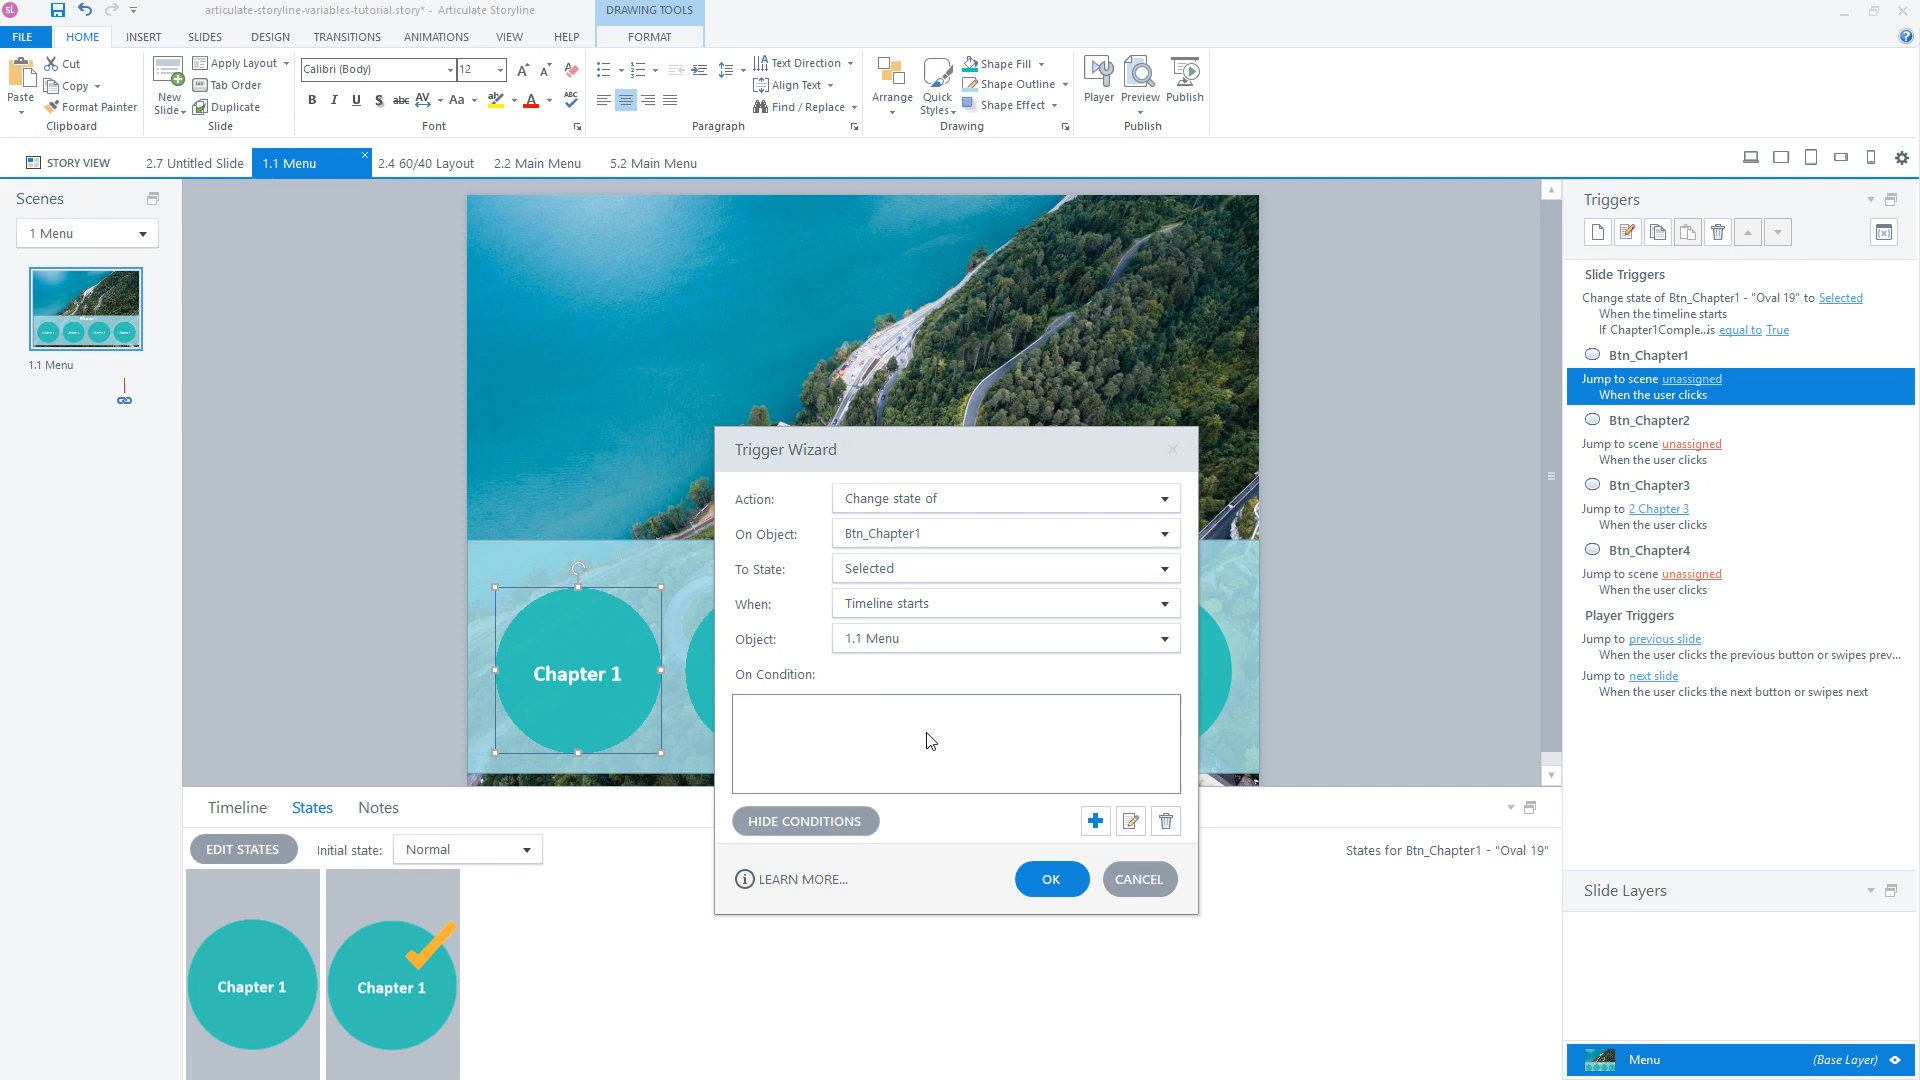 sL
articulate-storyline-variables-tutorial.story* - Articulate Storyline
DRAWING TOOLS
FILE HOME INSERT SLIDES DESIGN TRANSITIONS ANIMATIONS VIEW HELP FORMAT
Paste
Cut
Copy
Format Painter
Clipboard
New Slide
Apply Layout
Tab Order
Duplicate
Slide
Calibri (Body) 12
B I U S abc AV Aa ab A ABC
Font
Text Direction
Align Text
Find / Replace
Paragraph
Arrange
Quick Styles
Shape Fill
Shape Outline
Shape Effect
Drawing
Player Preview Publish
Publish
STORY VIEW 2.7 Untitled Slide 1.1 Menu 2.4 60/40 Layout 2.2 Main Menu 5.2 Main Menu
Scenes
1 Menu
1.1 Menu
Chapter 1
Trigger Wizard
Action: Change state of
On Object: Btn_Chapter1
To State: Selected
When: Timeline starts
Object: 1.1 Menu
On Condition:
HIDE CONDITIONS
LEARN MORE...
OK CANCEL
Timeline States Notes
EDIT STATES Initial state: Normal
States for Btn_Chapter1 - "Oval 19"
Chapter 1
Chapter 1
Triggers
Slide Triggers
Change state of Btn_Chapter1 - "Oval 19" to Selected
When the timeline starts
If Chapter1Comple...is equal to True
Btn_Chapter1
Jump to scene unassigned
When the user clicks
Btn_Chapter2
Jump to scene unassigned
When the user clicks
Btn_Chapter3
Jump to 2 Chapter 3
When the user clicks
Btn_Chapter4
Jump to scene unassigned
When the user clicks
Player Triggers
Jump to previous slide
When the user clicks the previous button or swipes prev...
Jump to next slide
When the user clicks the next button or swipes next
Slide Layers
Menu (Base Layer)